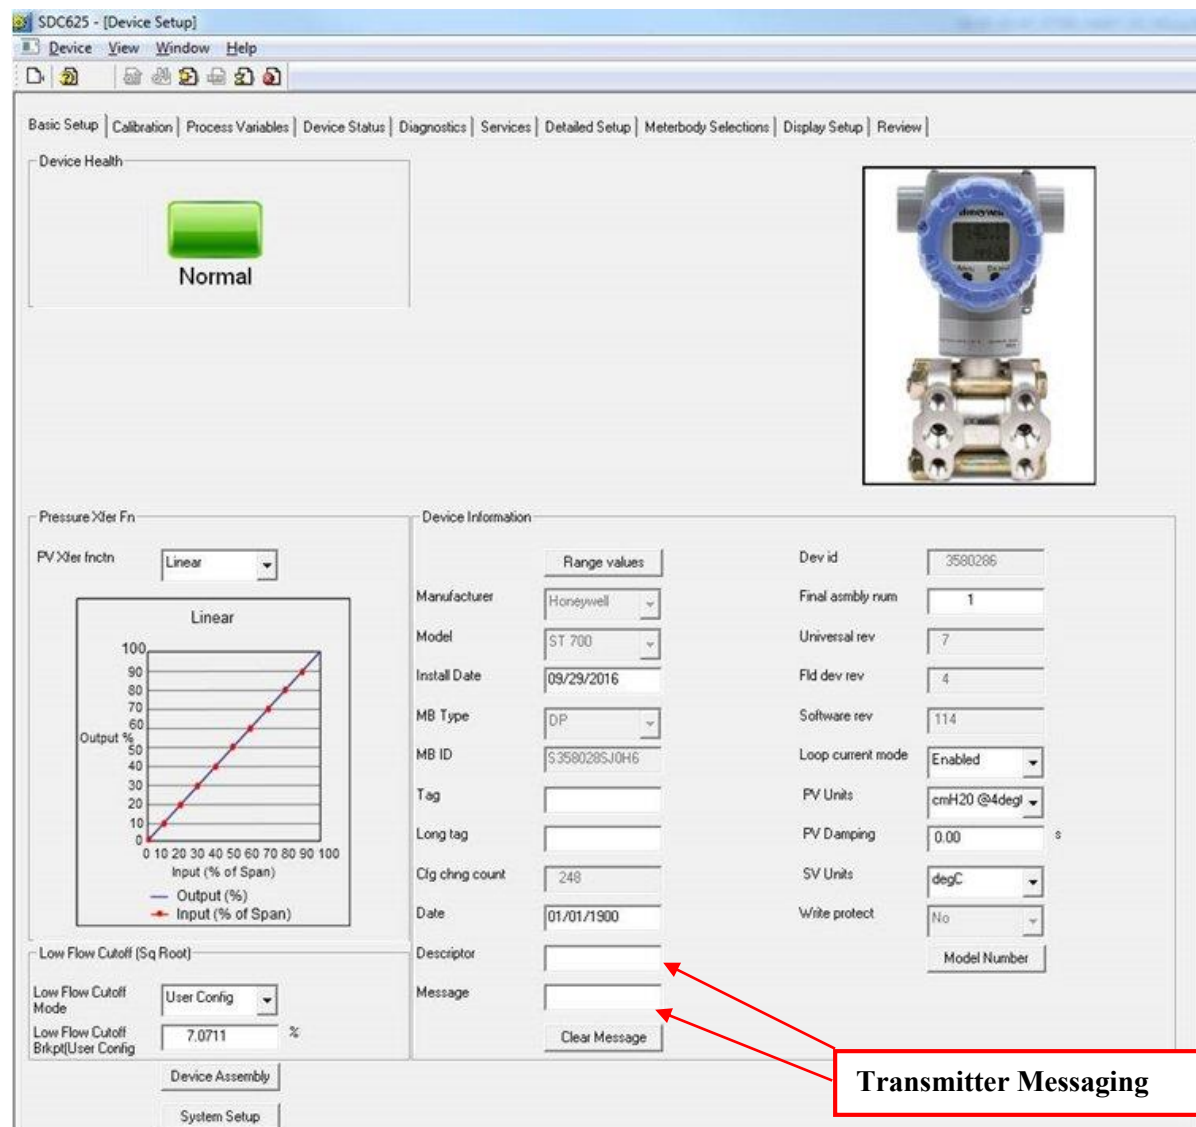 SDC625 - [Device Setup]
Device View Window Help
Basic Setup Calibration Process Variables Device Status Diagnostics Services Detailed Setup Meterbody Selections Display Setup Review
Device Health
Normal
Honeywell
Pressure Xfer Fn
PV Xfer fnctn Linear
Linear
100
90
80
70
60
Output %
50
40
30
20
10
0
0 10 20 30 40 50 60 70 80 90 100
Input (% of Span)
Output (%)
Input (% of Span)
Low Flow Cutoff (Sq Root)
Low Flow Cutoff
Mode
User Config
Low Flow Cutoff
Brkpt(User Config
7.0711 %
Device Assembly
System Setup
Device Information
Range values
Manufacturer Honeywell
Model ST 700
Install Date 09/29/2016
MB Type DP
MB ID S358028SJ0H6
Tag
Long tag
Cfg chng count 248
Date 01/01/1900
Descriptor
Message
Clear Message
Dev id 3580286
Final asmbly num 1
Universal rev 7
Fld dev rev 4
Software rev 114
Loop current mode Enabled
PV Units cmH20 @4deg
PV Damping 0.00 s
SV Units degC
Write protect No
Model Number
Transmitter Messaging